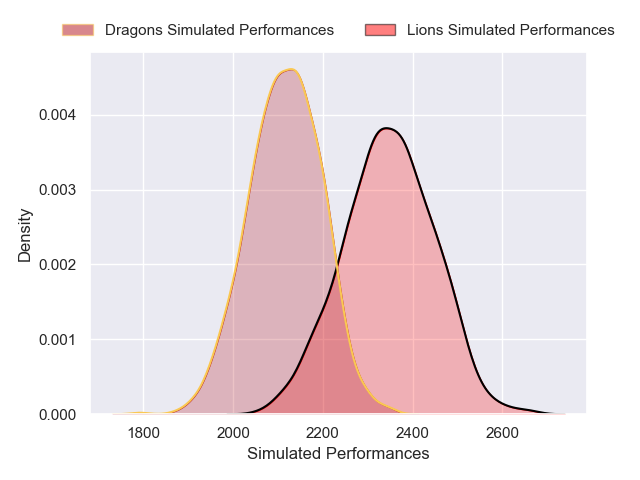 Dragons Simulated Performances
Lions Simulated Performances
0.004
0.003
0.002
0.001
0.000
Density
1800
2000
2200
2400
2600
Simulated Performances